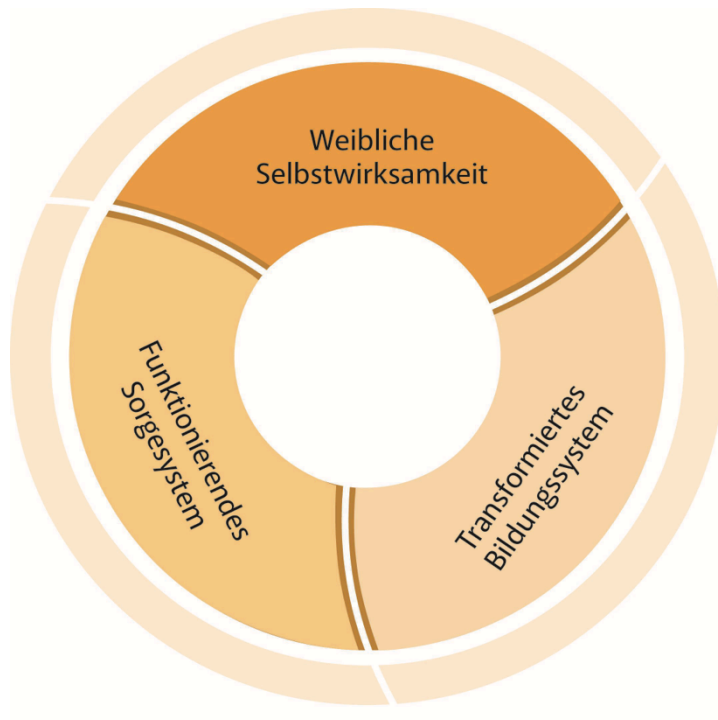 Weibliche
Selbstwirksamkeit
Funktionierendes
Sorgesystem
Transformiertes
Bildungssystem